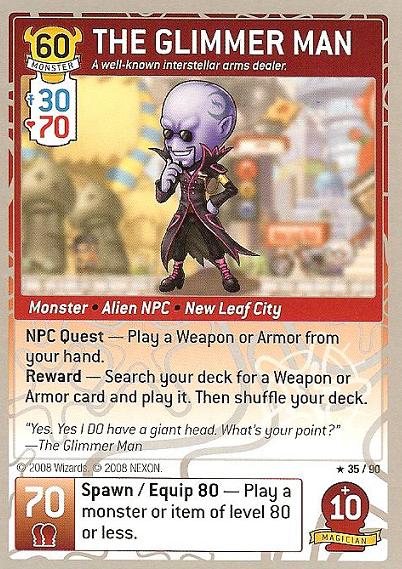 60
MONSTER
THE GLIMMER MAN
A well-known interstellar arms dealer.
30
70
Monster • Alien NPC • New Leaf City
NPC Quest — Play a Weapon or Armor from
your hand.
Reward — Search your deck for a Weapon or
Armor card and play it. Then shuffle your deck.
"Yes. Yes I DO have a giant head. What's your point?"
—The Glimmer Man
© 2008 Wizards. © 2008 NEXON.
★ 35 / 90
70
Spawn / Equip 80 — Play a
monster or item of level 80
or less.
+
10
MAGICIAN